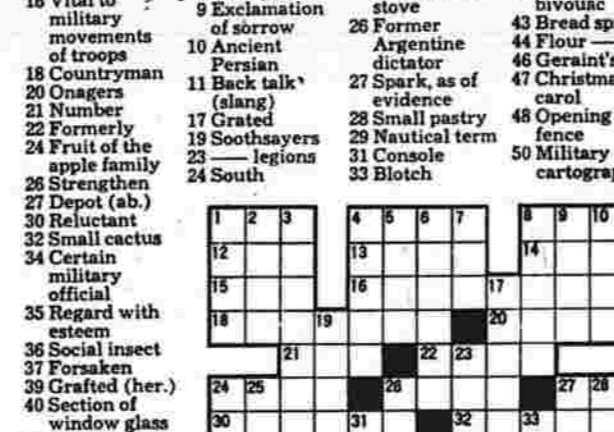 16 Vital to
military
movements
of troops
18 Countryman
20 Onagers
21 Number
22 Formerly
24 Fruit of the
apple family
26 Strengthen
27 Depot (ab.)
30 Reluctant
32 Small cactus
34 Certain
military
official
35 Regard with
esteem
36 Social insect
37 Forsaken
39 Grafted (her.)
40 Section of
window glass
9 Exclamation
of sorrow
10 Ancient
Persian
11 Back talk
(slang)
17 Grated
19 Soothsayers
23 —— legions
24 South
stove
26 Former
Argentine
dictator
27 Spark, as of
evidence
28 Small pastry
29 Nautical term
31 Console
33 Blotch
bivouac
43 Bread
44 Flour —
46 Geraint's
47
carol
48 Opening
fence
50 Military
1 2 3 4 5 6 7 8 9 10
12 13 14
15 16 17
18 19 20
21 22 23
24 25 26 27 28
30 31 32 33